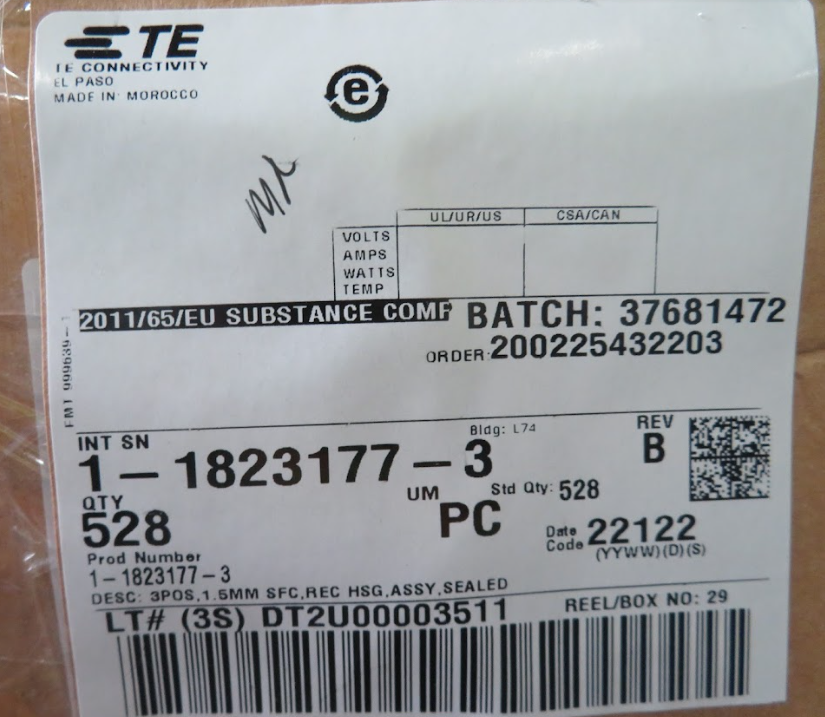 TE
TE CONNECTIVITY
EL PASO
MADE IN: MOROCCO
e
UL/UR/US CSA/CAN
VOLTS
AMPS
WATTS
TEMP
2011/65/EU SUBSTANCE COMP
BATCH: 37681472
ORDER:200225432203
FMT 999639-1
INT SN
Bldg: L74
REV
B
1-1823177-3
QTY
528
UM
PC
Std Qty: 528
Date Code 22122
(YYWW)(D)(S)
Prod Number
1-1823177-3
DESC: 3POS,1.5MM SFC,REC HSG,ASSY,SEALED
LT# (3S) DT2U00003511
REEL/BOX NO: 29